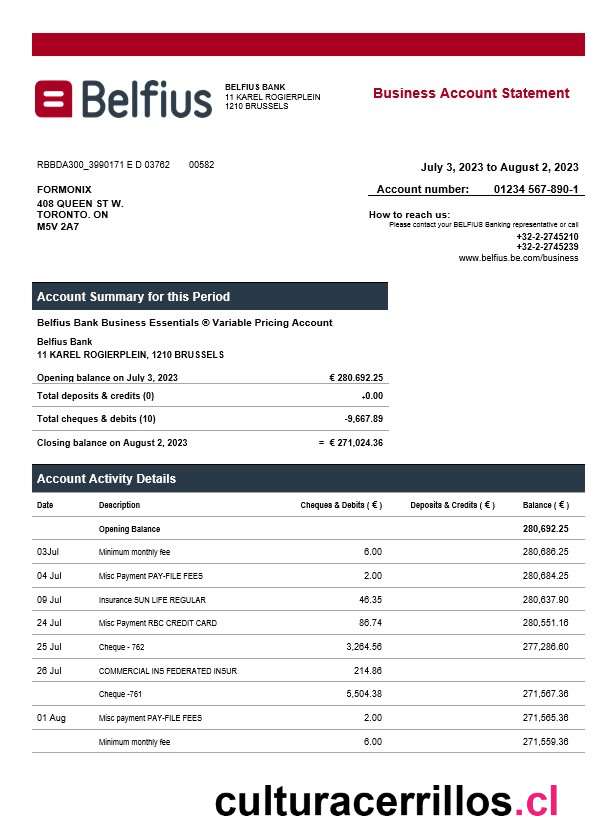 Belfius
BELFIUS BANK
11 KAREL ROGIERPLEIN
1210 BRUSSELS
Business Account Statement
RBBDA300_3990171 E D 03762 00582
July 3, 2023 to August 2, 2023
FORMONIX
408 QUEEN ST W.
TORONTO. ON
M5V 2A7
Account number: 01234 567-890-1
How to reach us:
Please contact your BELFIUS Banking representative or call
+32-2-2745210
+32-2-2745239
www.belfius.be.com/business
Account Summary for this Period
Belfius Bank Business Essentials ® Variable Pricing Account
Belfius Bank
11 KAREL ROGIERPLEIN, 1210 BRUSSELS
Opening balance on July 3, 2023 € 280.692.25
Total deposits & credits (0) +0.00
Total cheques & debits (10) -9,667.89
Closing balance on August 2, 2023 = € 271,024.36
Account Activity Details
Date Description Cheques & Debits ( € ) Deposits & Credits ( € ) Balance ( € )
Opening Balance 280,692.25
03Jul Minimum monthly fee 6.00 280,686.25
04 Jul Misc Payment PAY-FILE FEES 2.00 280,684.25
09 Jul Insurance SUN LIFE REGULAR 46.35 280,637.90
24 Jul Misc Payment RBC CREDIT CARD 86.74 280,551.16
25 Jul Cheque - 762 3,264.56 277,286.60
26 Jul COMMERCIAL INS FEDERATED INSUR. 214.86
Cheque -761 5,504.38 271,567.36
01 Aug Misc payment PAY-FILE FEES 2.00 271,565.36
Minimum monthly fee 6.00 271,559.36
culturacerrillos.cl